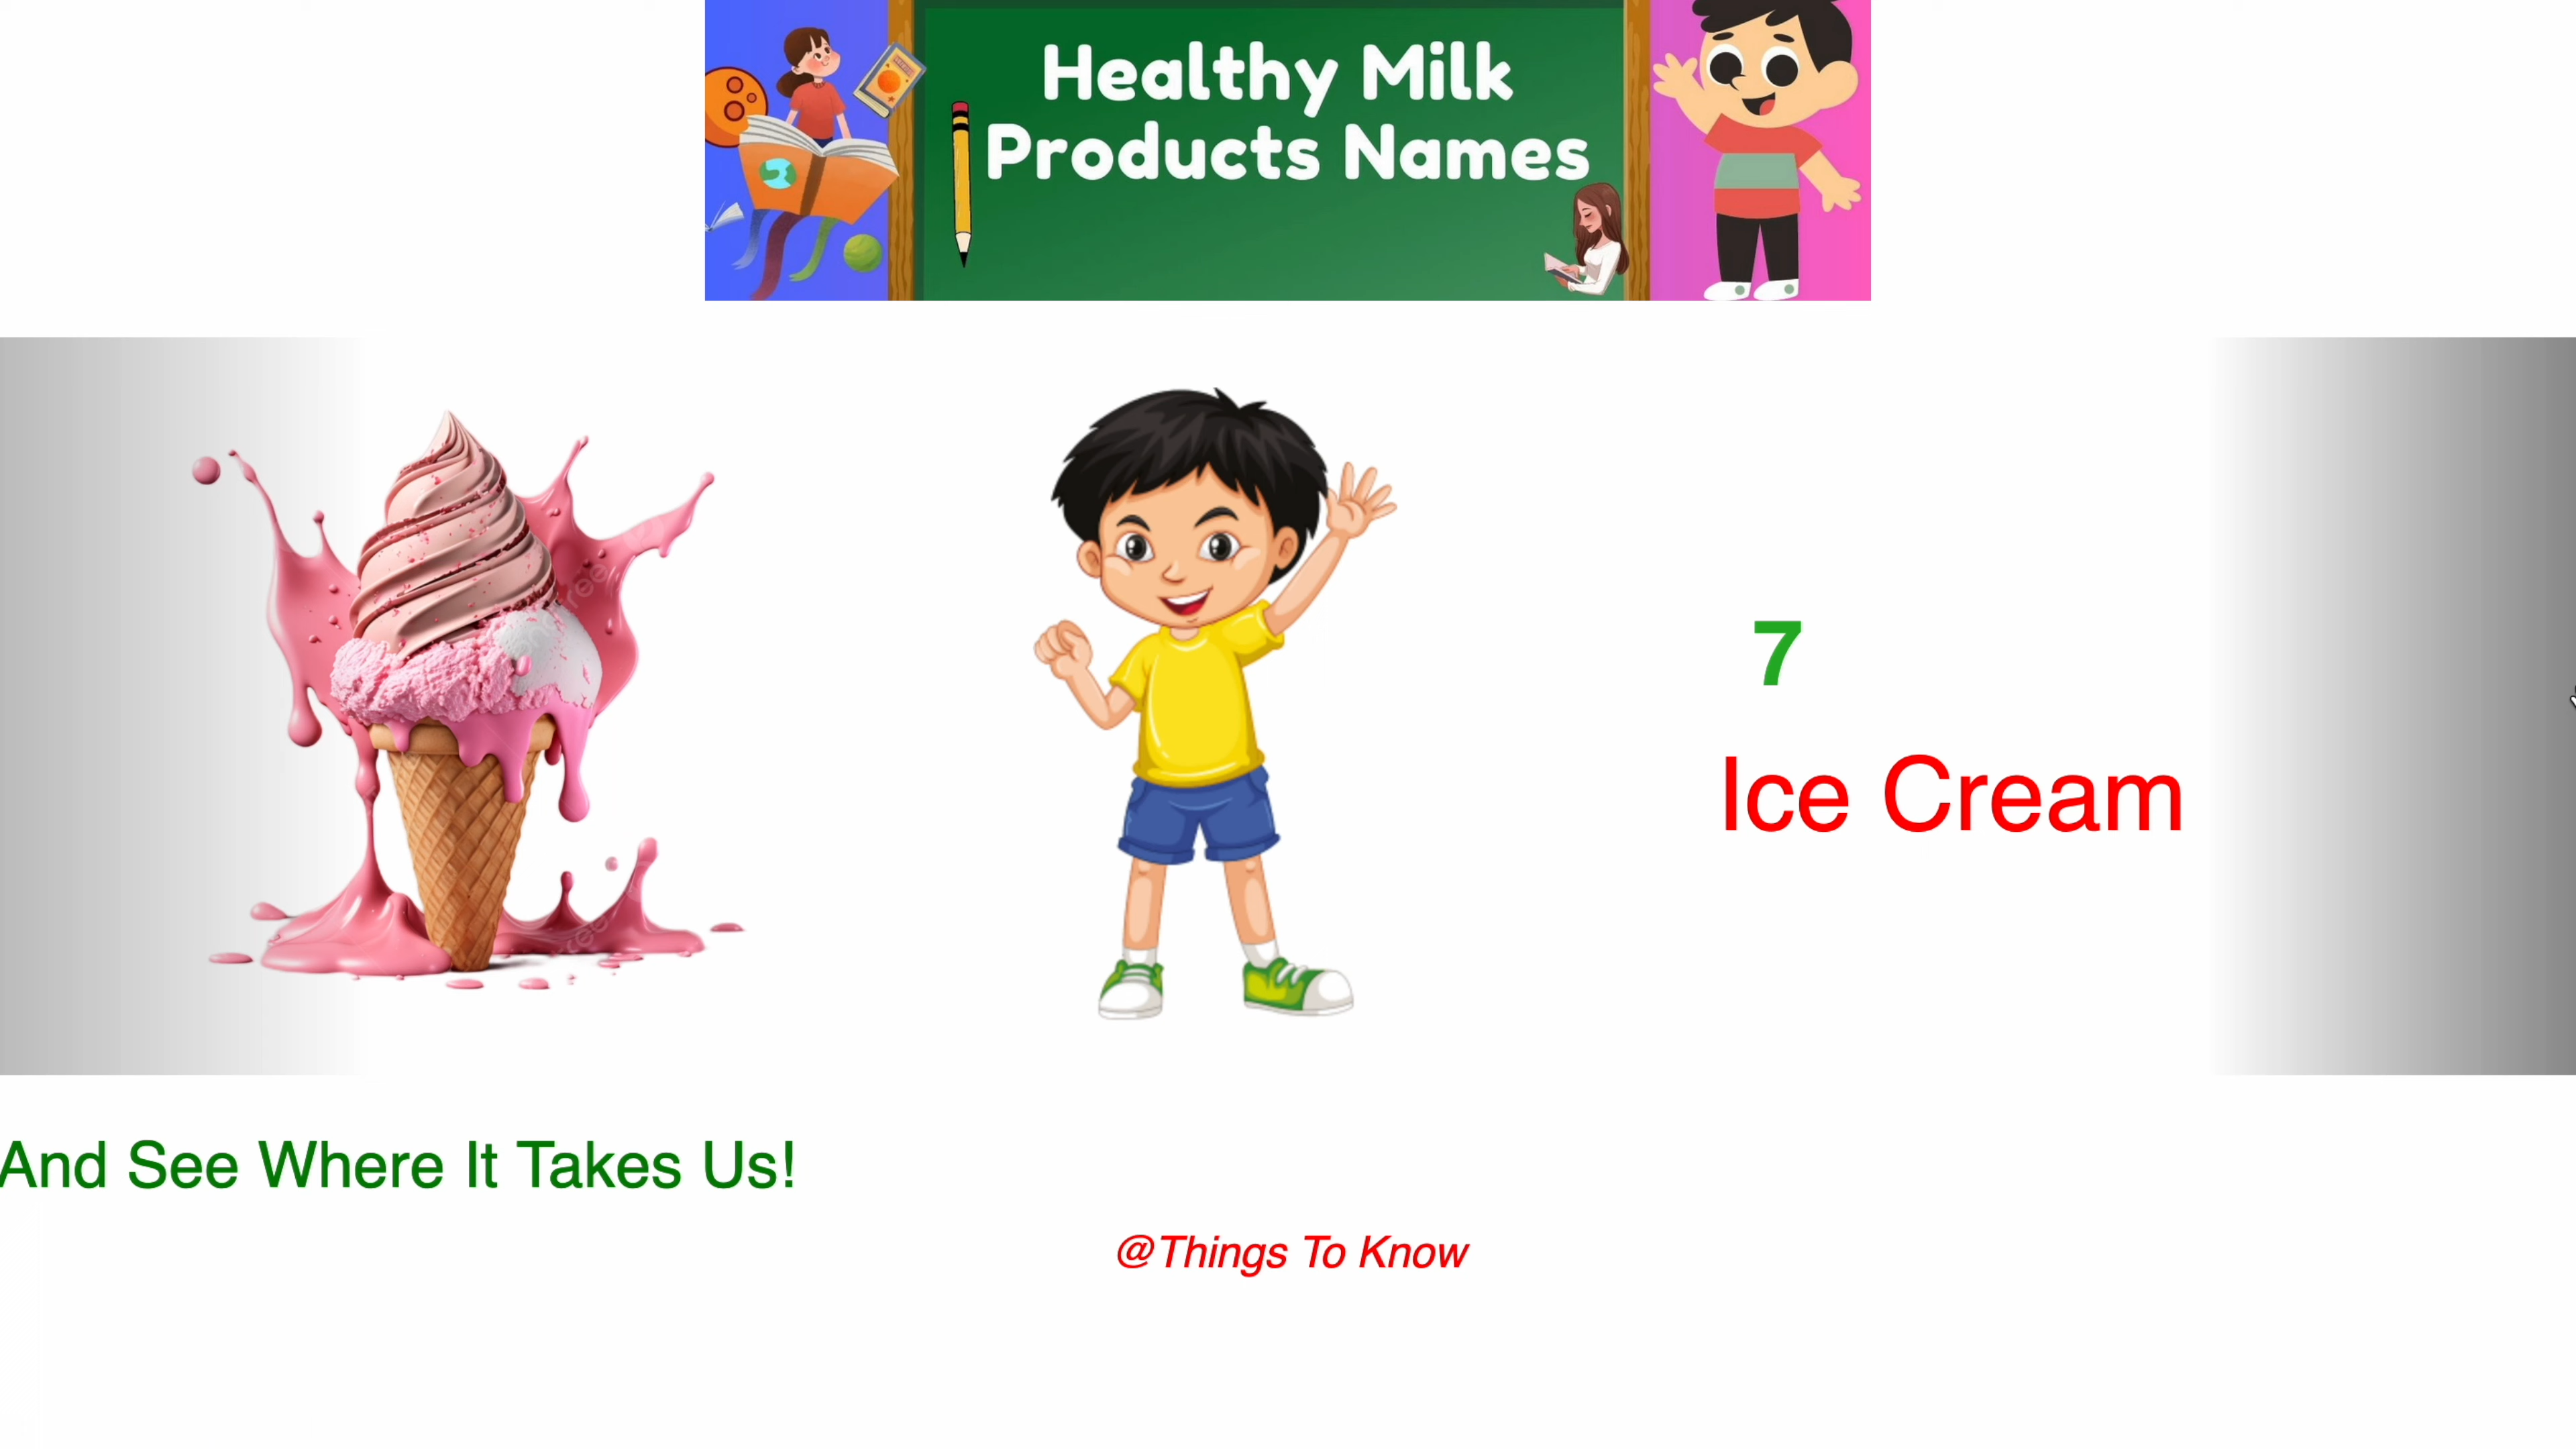 Healthy Milk
Products Names
7
Ice Cream
And See Where It Takes Us!
@Things To Know